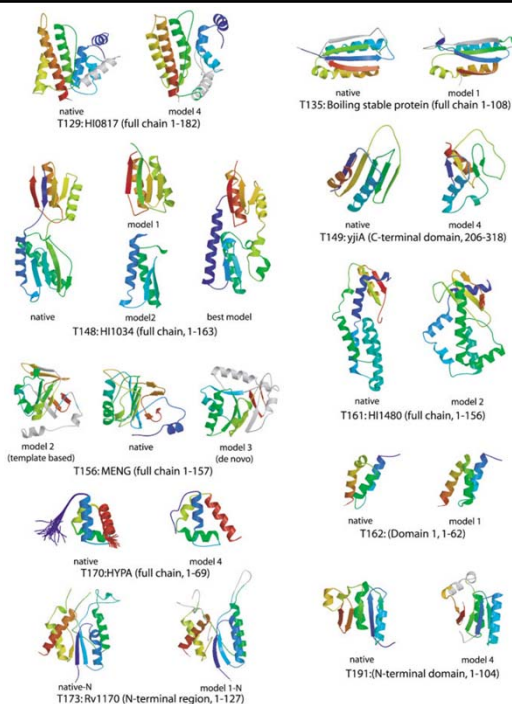 native
model 4
T129:HI0817 (full chain 1-182)
model 1
native
model2
best model
T148:HI1034 (full chain, 1-163)
model 2
(template based)
native
model 3
(de novo)
T156: MENG (full chain 1-157)
native
model 4
T170:HYPA (full chain, 1-69)
native-N
model 1-N
T173: Rv1170 (N-terminal region, 1-127)
native
model 1
T135: Boiling stable protein (full chain 1-108)
native
model 4
T149: yjiA (C-terminal domain, 206-318)
native
model 2
T161: HI1480 (full chain, 1-156)
native
model 1
T162: (Domain 1, 1-62)
native
model 4
T191:(N-terminal domain, 1-104)